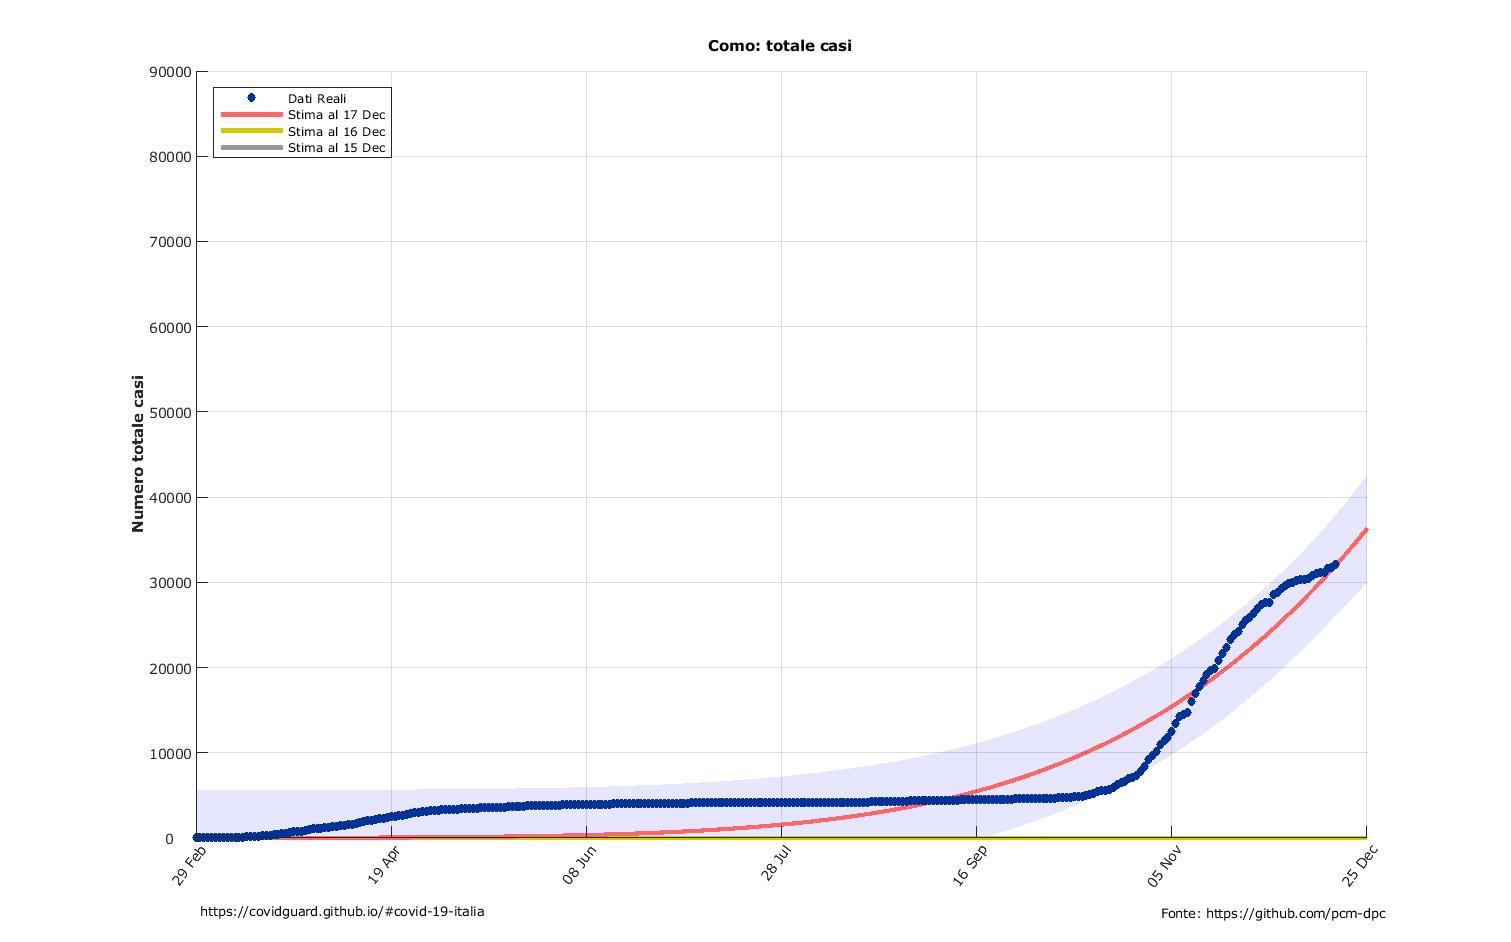 Como: totale casi
90000
80000
70000
60000
50000
40000
30000
20000
10000
0
Numero totale casi
Dati Reali
Stima al 17 Dec
Stima al 16 Dec
Stima al 15 Dec
29 Feb
19 Apr
08 Jun
28 Jul
16 Sep
05 Nov
25 Dec
https://covidguard.github.io/#covid-19-italia
Fonte: https://github.com/pcm-dpc